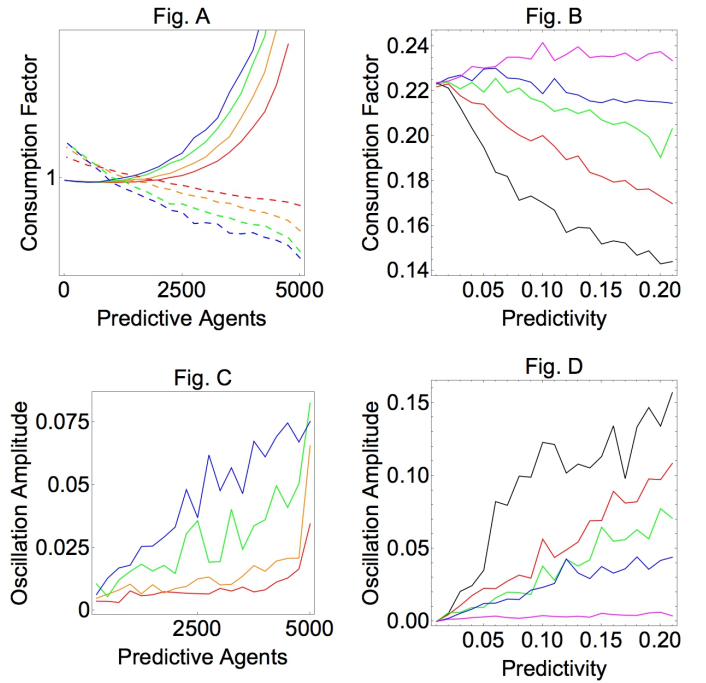 Fig. A
Consumption Factor
1
0 2500 5000
Predictive Agents
Fig. B
Consumption Factor
0.24
0.22
0.20
0.18
0.16
0.14
0.05 0.10 0.15 0.20
Predictivity
Fig. C
Oscillation Amplitude
0.075
0.05
0.025
0
2500 5000
Predictive Agents
Fig. D
Oscillation Amplitude
0.15
0.10
0.05
0.00
0.05 0.10 0.15 0.20
Predictivity